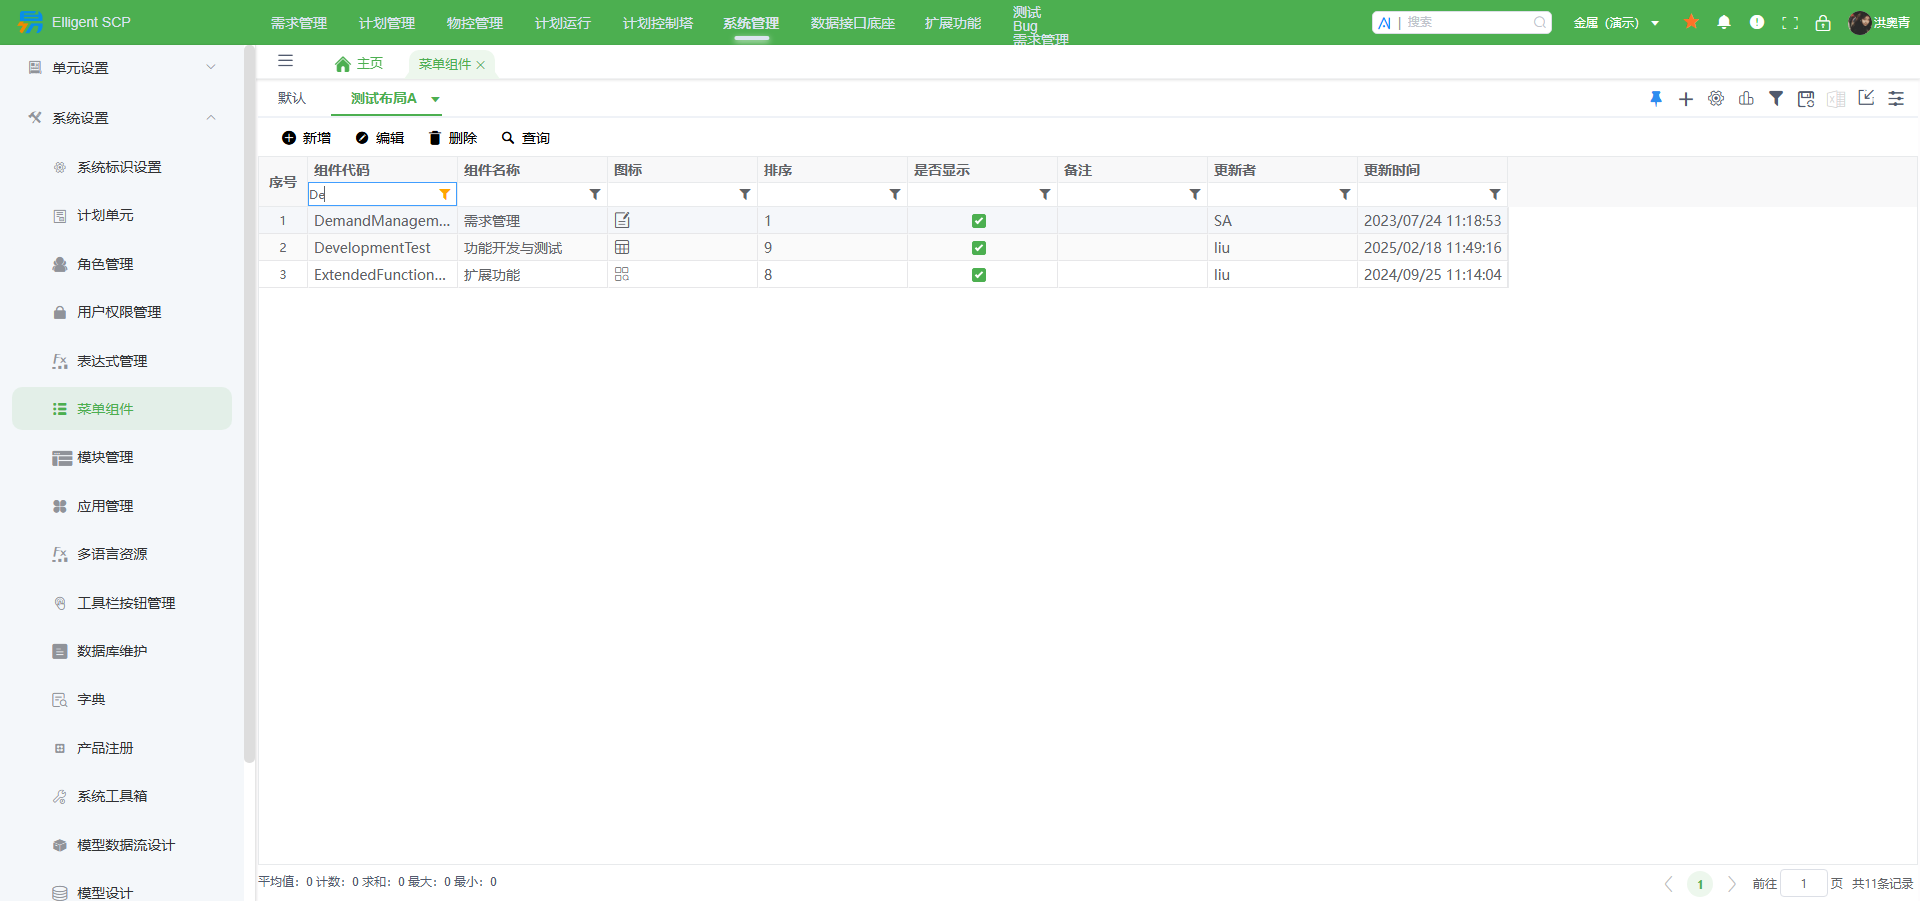 Elligent SCP
需求管理
计划管理
物控管理
计划运行
计划控制塔
系统管理
数据接口底座
扩展功能
测试
Bug
需求管理
搜索
金属（演示）
洪奥青
单元设置
系统设置
系统标识设置
计划单元
角色管理
用户权限管理
表达式管理
菜单组件
模块管理
应用管理
多语言资源
工具栏按钮管理
数据库维护
字典
产品注册
系统工具箱
模型数据流设计
模型设计
主页
菜单组件
默认
测试布局A
新增
编辑
删除
查询
序号 组件代码 组件名称 图标 排序 是否显示 备注 更新者 更新时间
De
1 DemandManagem... 需求管理 1 SA 2023/07/24 11:18:53
2 DevelopmentTest 功能开发与测试 9 liu 2025/02/18 11:49:16
3 ExtendedFunction... 扩展功能 8 liu 2024/09/25 11:14:04
平均值：0 计数：0 求和：0 最大：0 最小：0
1
前往 1 页 共11条记录